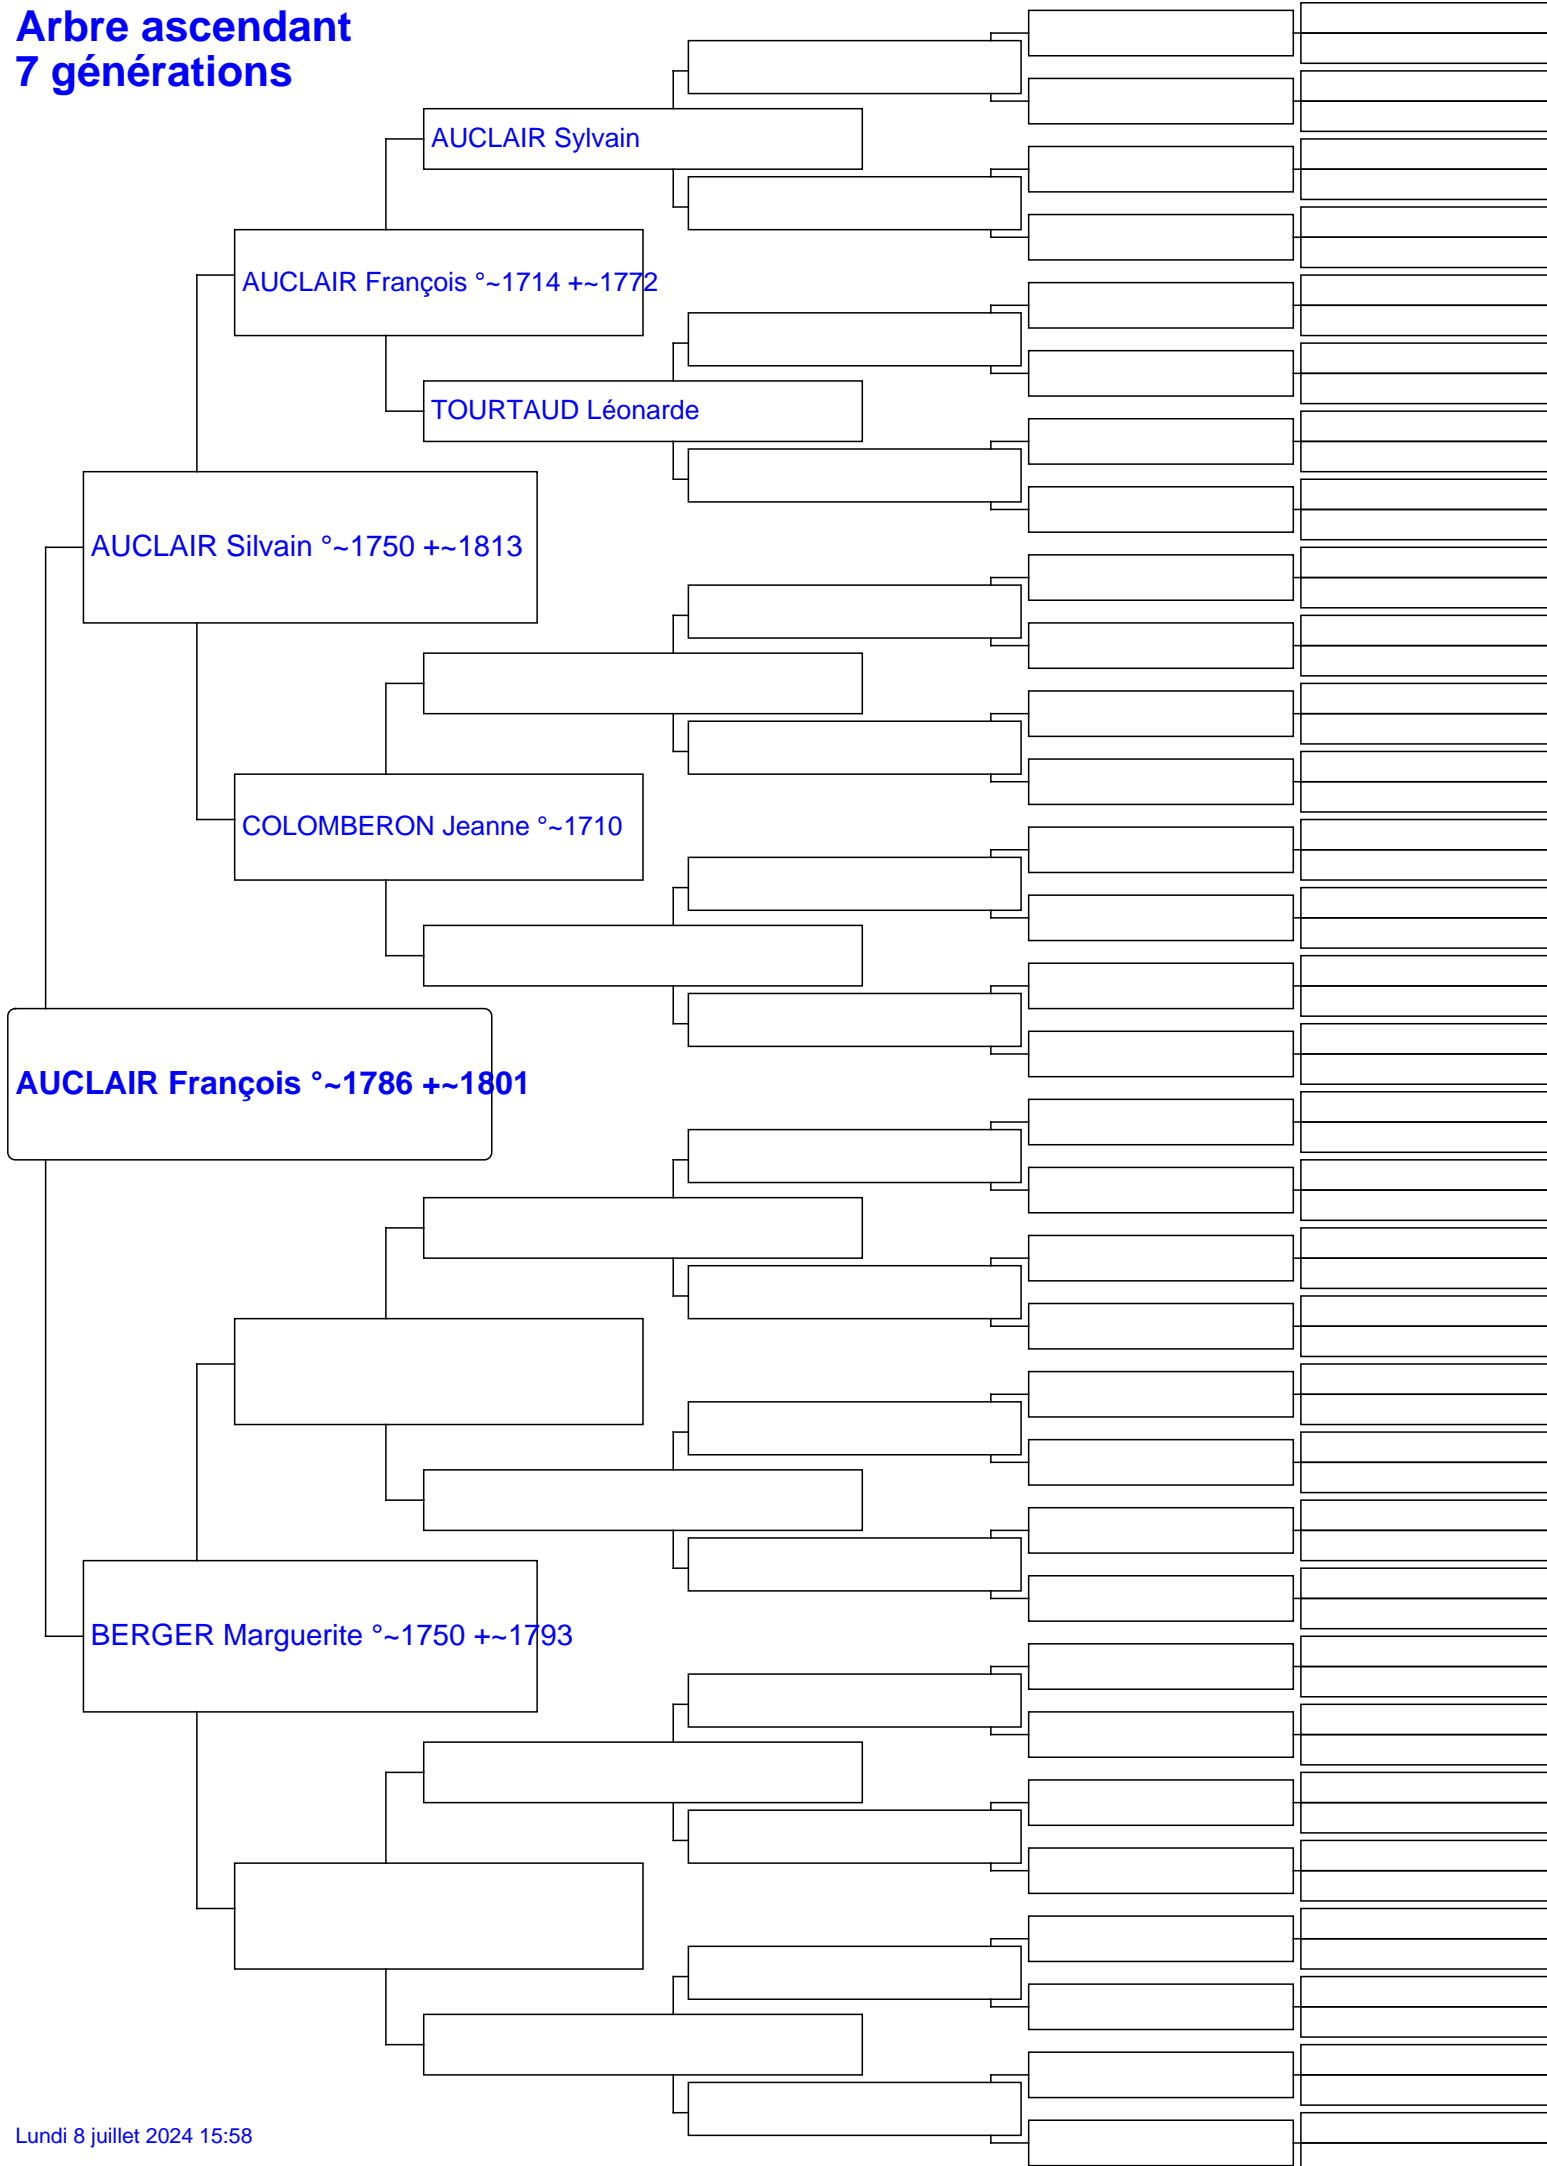 Arbre ascendant
7 générations
AUCLAIR Sylvain
AUCLAIR François °~1714 +~1772
TOURTAUD Léonarde
AUCLAIR Silvain °~1750 +~1813
COLOMBERON Jeanne °~1710
AUCLAIR François °~1786 +~1801
BERGER Marguerite °~1750 +~1793
Lundi 8 juillet 2024 15:58